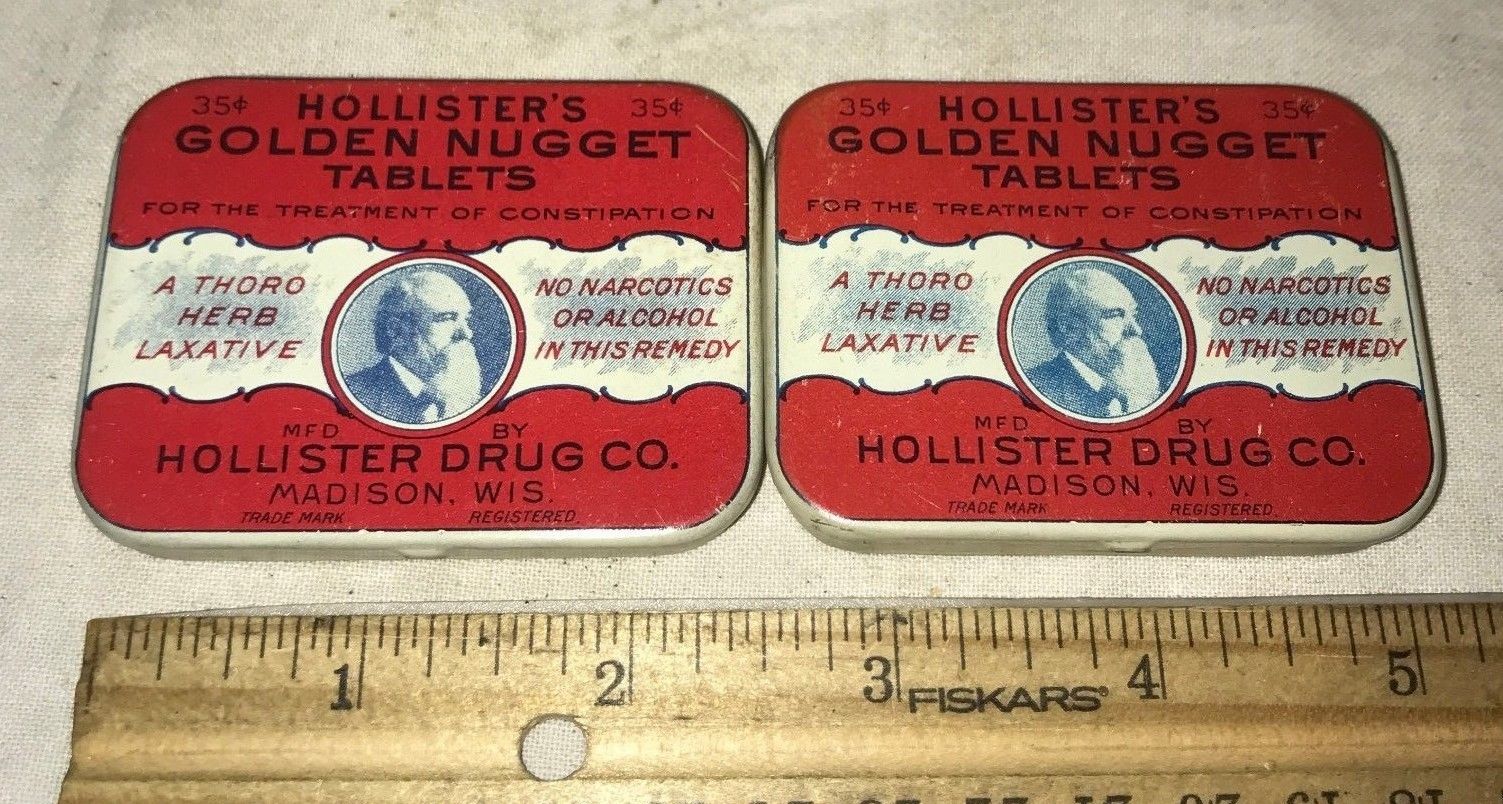 35¢ HOLLISTER'S 35¢
GOLDEN NUGGET
TABLETS
FOR THE TREATMENT OF CONSTIPATION
A THORO
HERB
LAXATIVE
NO NARCOTICS
OR ALCOHOL
IN THIS REMEDY
MFD BY
HOLLISTER DRUG CO.
MADISON, WIS.
TRADE MARK REGISTERED.
35¢ HOLLISTER'S 35¢
GOLDEN NUGGET
TABLETS
FOR THE TREATMENT OF CONSTIPATION
A THORO
HERB
LAXATIVE
NO NARCOTICS
OR ALCOHOL
IN THIS REMEDY
MFD BY
HOLLISTER DRUG CO.
MADISON, WIS.
TRADE MARK REGISTERED.
1 2 3 FISKARS® 4 5